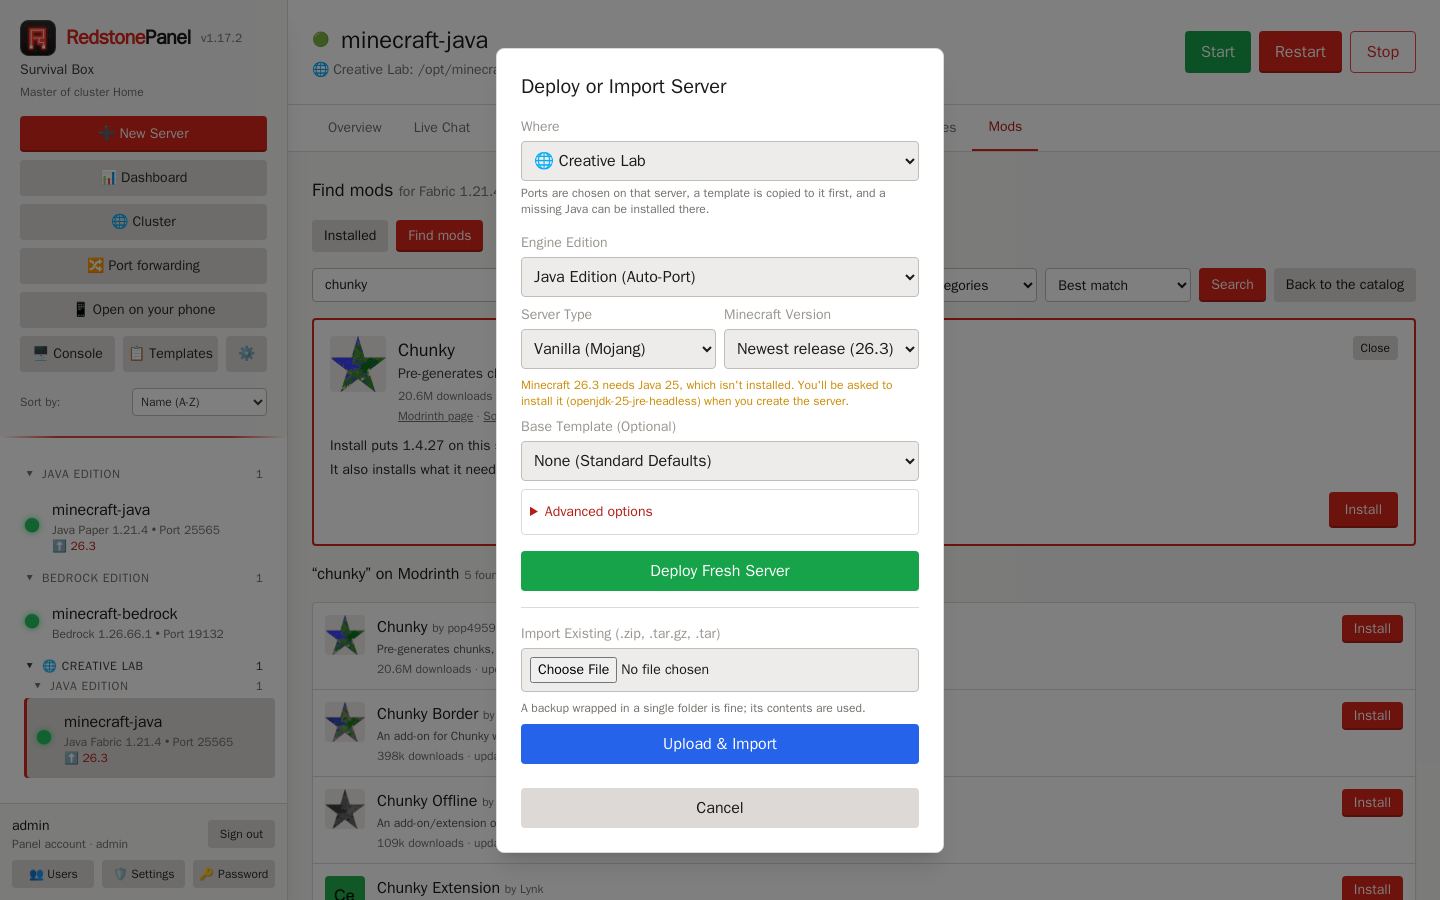 RedstonePanel v1.17.2
Survival Box
Master of cluster Home
➕ New Server
📊 Dashboard
🌐 Cluster
🔀 Port forwarding
📱 Open on your phone
🖥️ Console
📋 Templates
⚙️
Sort by:
Name (A-Z)
▼ JAVA EDITION 1
minecraft-java
Java Paper 1.21.4 • Port 25565
⬆️ 26.3
▼ BEDROCK EDITION 1
minecraft-bedrock
Bedrock 1.26.66.1 • Port 19132
▼ 🌐 CREATIVE LAB 1
▼ JAVA EDITION 1
minecraft-java
Java Fabric 1.21.4 • Port 25565
⬆️ 26.3
admin
Panel account · admin
Sign out
👥 Users
🛡️ Settings
🔑 Password
minecraft-java
🌐 Creative Lab: /opt/minecra
Start
Restart
Stop
Overview
Live Chat
es
Mods
Find mods for Fabric 1.21.4
Installed
Find mods
chunky
egories
Best match
Search
Back to the catalog
Chunky
Pre-generates c
20.6M downloads
Modrinth page · So
Install puts 1.4.27 on this s
It also installs what it need
Close
Install
“chunky” on Modrinth 5 foun
Chunky by pop4959
Pre-generates chunks,
20.6M downloads · upd
Install
Chunky Border by
An add-on for Chunky w
398k downloads · upda
Install
Chunky Offline by
An add-on/extension o
109k downloads · upda
Install
Ce
Chunky Extension by Lynk
Install
Deploy or Import Server
Where
🌐 Creative Lab
Ports are chosen on that server, a template is copied to it first, and a
missing Java can be installed there.
Engine Edition
Java Edition (Auto-Port)
Server Type
Minecraft Version
Vanilla (Mojang)
Newest release (26.3)
Minecraft 26.3 needs Java 25, which isn't installed. You'll be asked to
install it (openjdk-25-jre-headless) when you create the server.
Base Template (Optional)
None (Standard Defaults)
▶ Advanced options
Deploy Fresh Server
Import Existing (.zip, .tar.gz, .tar)
Choose File No file chosen
A backup wrapped in a single folder is fine; its contents are used.
Upload & Import
Cancel